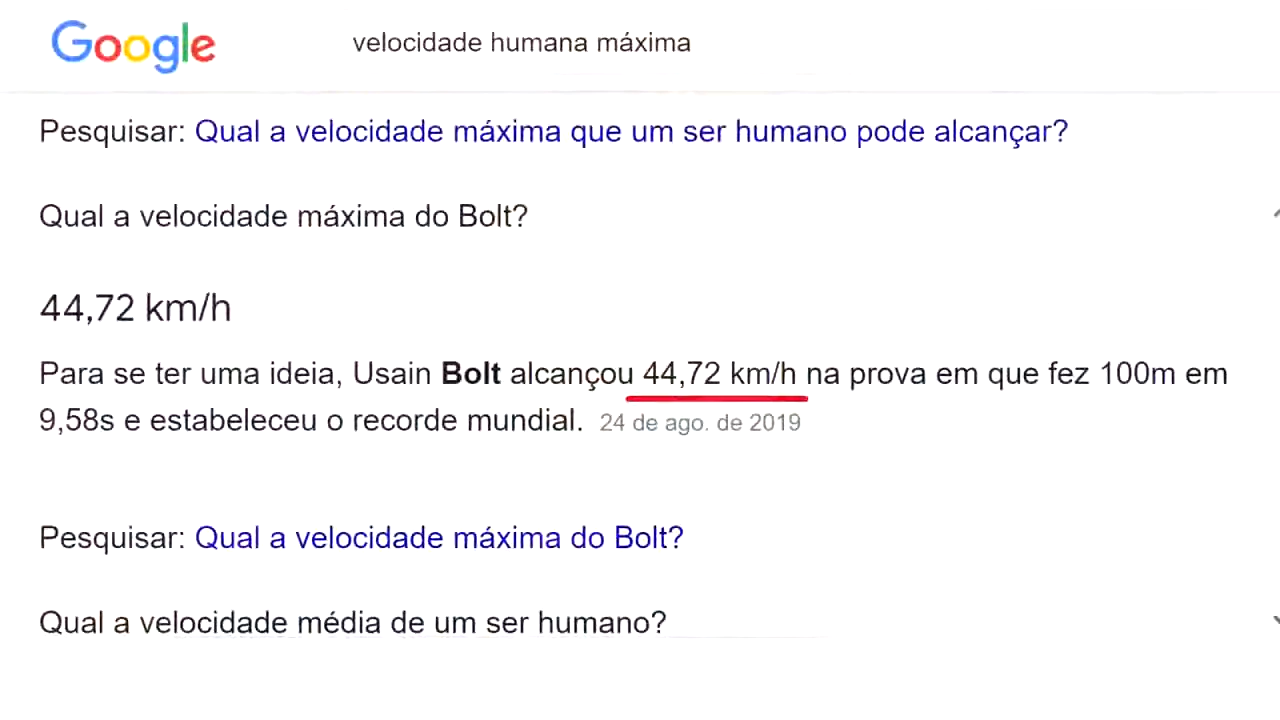 Google
velocidade humana máxima
Pesquisar: Qual a velocidade máxima que um ser humano pode alcançar?
Qual a velocidade máxima do Bolt?
44,72 km/h
Para se ter uma ideia, Usain Bolt alcançou 44,72 km/h na prova em que fez 100m em
9,58s e estabeleceu o recorde mundial. 24 de ago. de 2019
Pesquisar: Qual a velocidade máxima do Bolt?
Qual a velocidade média de um ser humano?